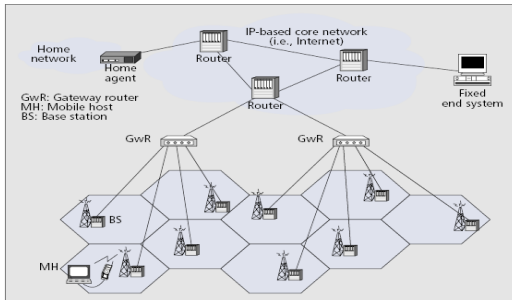 Home
network
Home
agent
Router
IP-based core network
(i.e., Internet)
Router
Router
Fixed
end system
GwR: Gateway router
MH: Mobile host
BS: Base station
GwR
GwR
BS
MH